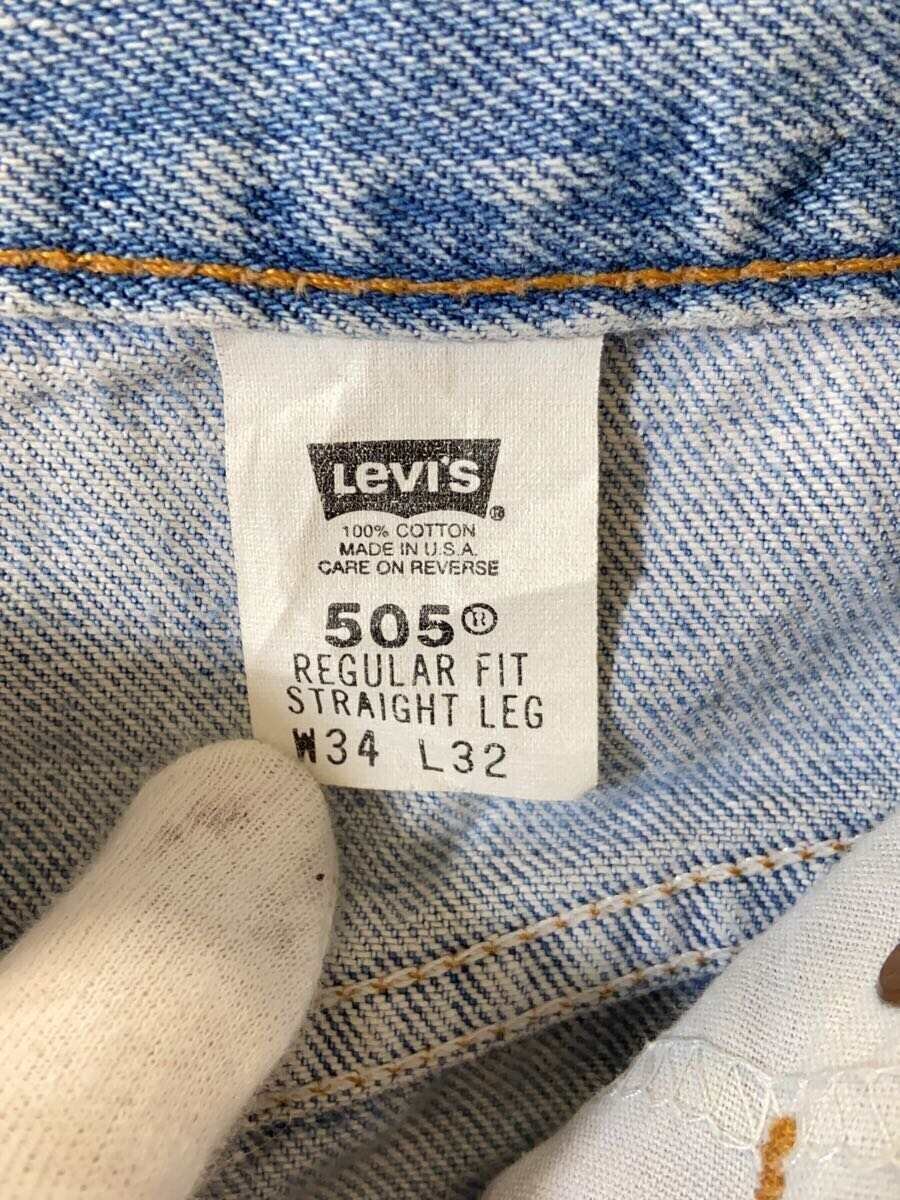 Levi's ®
100% COTTON
MADE IN U.S.A.
CARE ON REVERSE
505®
REGULAR FIT
STRAIGHT LEG
W34 L32